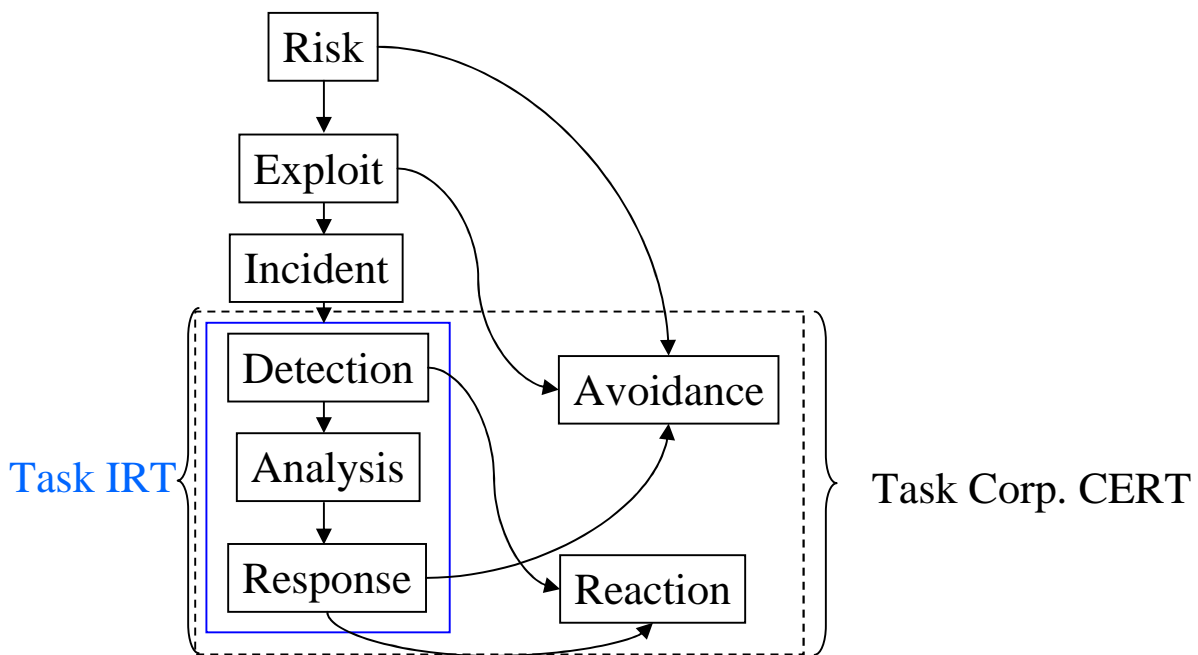 Risk
Exploit
Incident
Detection
Avoidance
Analysis
Task IRT
Task Corp. CERT
Response
Reaction